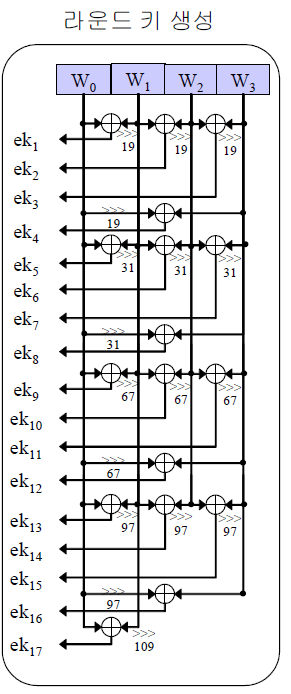 라운드 키 생성
W0 W1 W2 W3
ek1
>>> 19 >>> 19 >>> 19
ek2
ek3
>>> 19
ek4
ek5
>>> 31 >>> 31 >>> 31
ek6
ek7
>>> 31
ek8
ek9
>>> 67 >>> 67 >>> 67
ek10
ek11
>>> 67
ek12
ek13
>>> 97 >>> 97 >>> 97
ek14
ek15
>>> 97
ek16
ek17
>>> 109